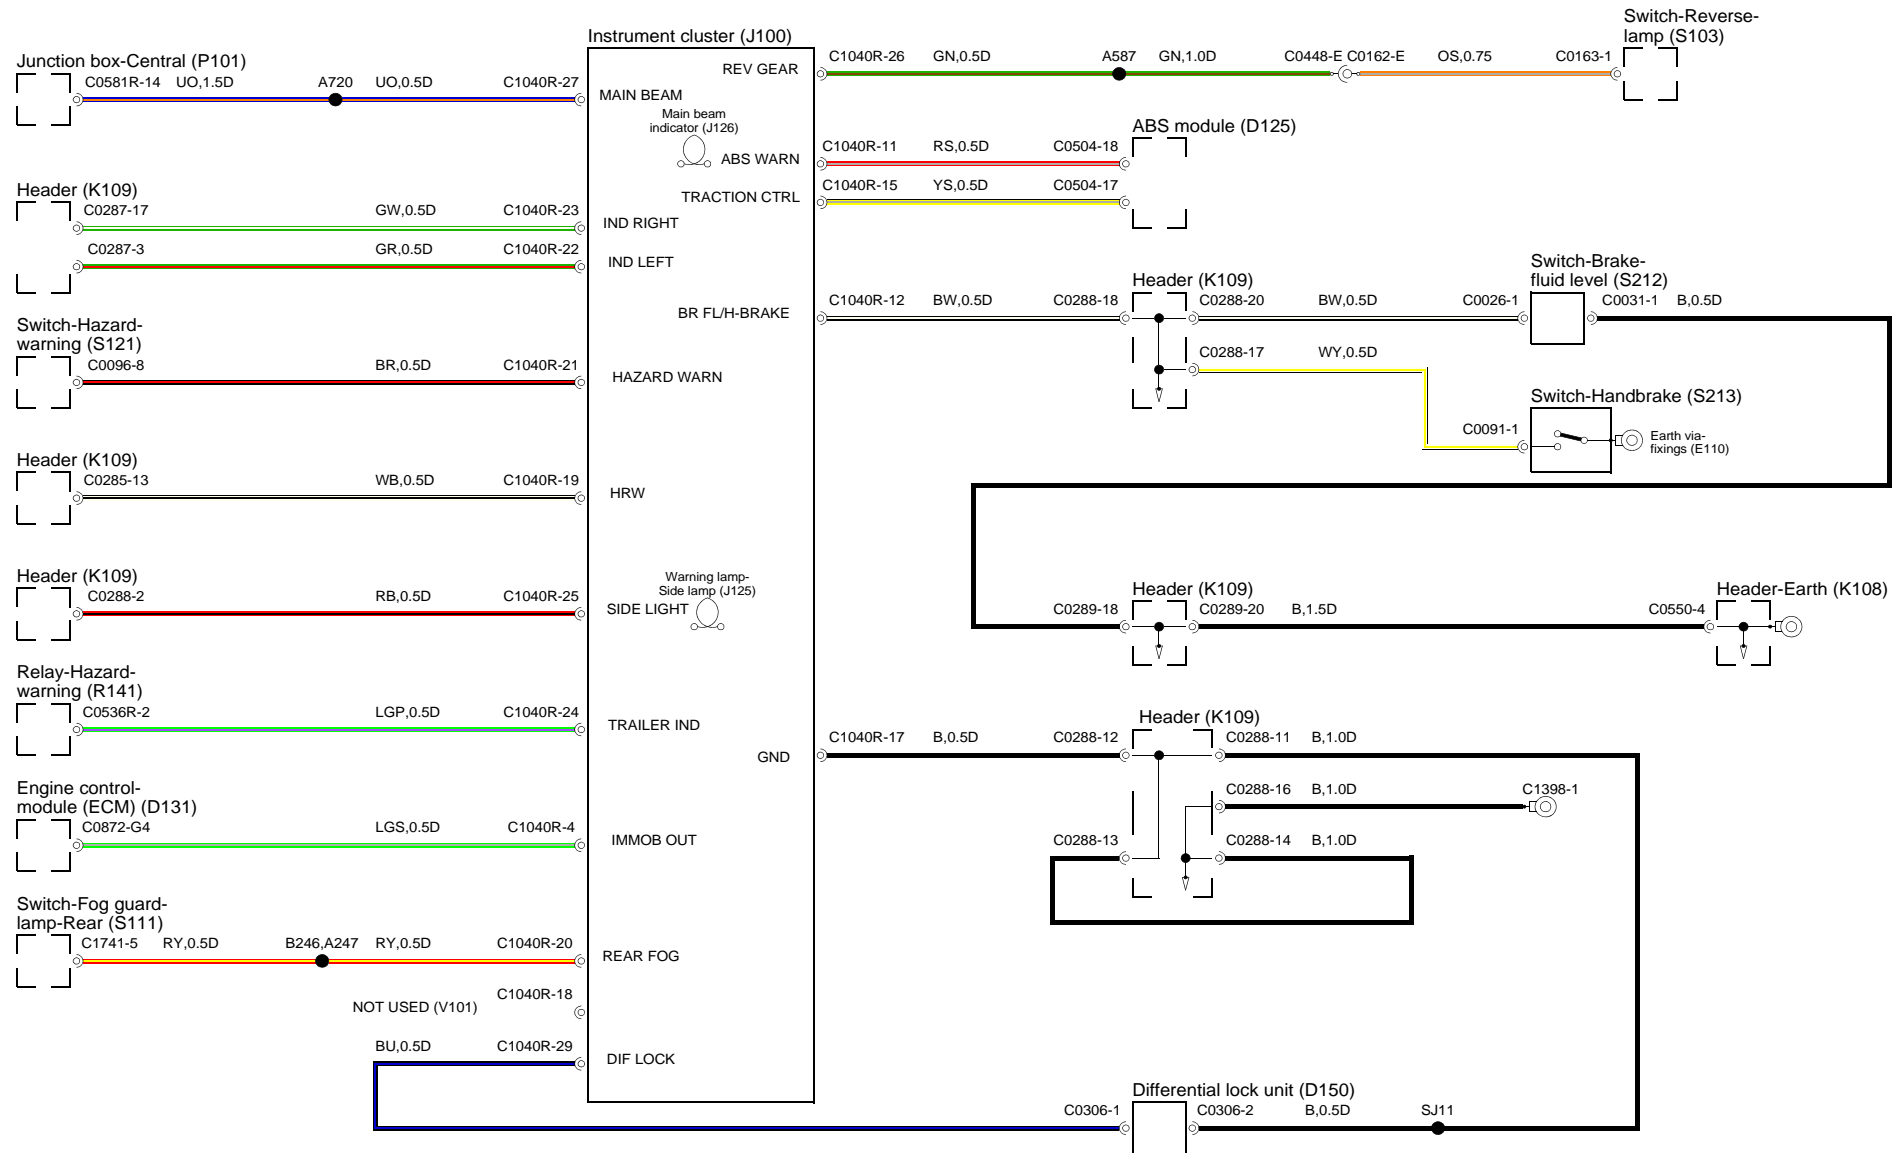 Switch-Reverse-
lamp (S103)
Instrument cluster (J100)
Junction box-Central (P101)
C0581R-14 UO,1.5D A720 UO,0.5D C1040R-27
MAIN BEAM
Main beam
indicator (J126)
REV GEAR
C1040R-26 GN,0.5D A587 GN,1.0D C0448-E C0162-E OS,0.75 C0163-1
ABS module (D125)
ABS WARN
C1040R-11 RS,0.5D C0504-18
TRACTION CTRL
C1040R-15 YS,0.5D C0504-17
Header (K109)
C0287-17 GW,0.5D C1040R-23
IND RIGHT
C0287-3 GR,0.5D C1040R-22
IND LEFT
BR FL/H-BRAKE
C1040R-12 BW,0.5D C0288-18
Header (K109)
C0288-20 BW,0.5D C0026-1
Switch-Brake-
fluid level (S212)
C0031-1 B,0.5D
C0288-17 WY,0.5D
Switch-Handbrake (S213)
C0091-1
Earth via-
fixings (E110)
Switch-Hazard-
warning (S121)
C0096-8 BR,0.5D C1040R-21
HAZARD WARN
Header (K109)
C0285-13 WB,0.5D C1040R-19
HRW
Header (K109)
C0288-2 RB,0.5D C1040R-25
SIDE LIGHT
Warning lamp-
Side lamp (J125)
Header (K109)
C0289-18 C0289-20 B,1.5D C0550-4
Header-Earth (K108)
Relay-Hazard-
warning (R141)
C0536R-2 LGP,0.5D C1040R-24
TRAILER IND
GND
C1040R-17 B,0.5D C0288-12
Header (K109)
C0288-11 B,1.0D
C0288-16 B,1.0D C1398-1
C0288-13 C0288-14 B,1.0D
Engine control-
module (ECM) (D131)
C0872-G4 LGS,0.5D C1040R-4
IMMOB OUT
Switch-Fog guard-
lamp-Rear (S111)
C1741-5 RY,0.5D B246,A247 RY,0.5D C1040R-20
REAR FOG
NOT USED (V101) C1040R-18
BU,0.5D C1040R-29
DIF LOCK
Differential lock unit (D150)
C0306-1 C0306-2 B,0.5D SJ11